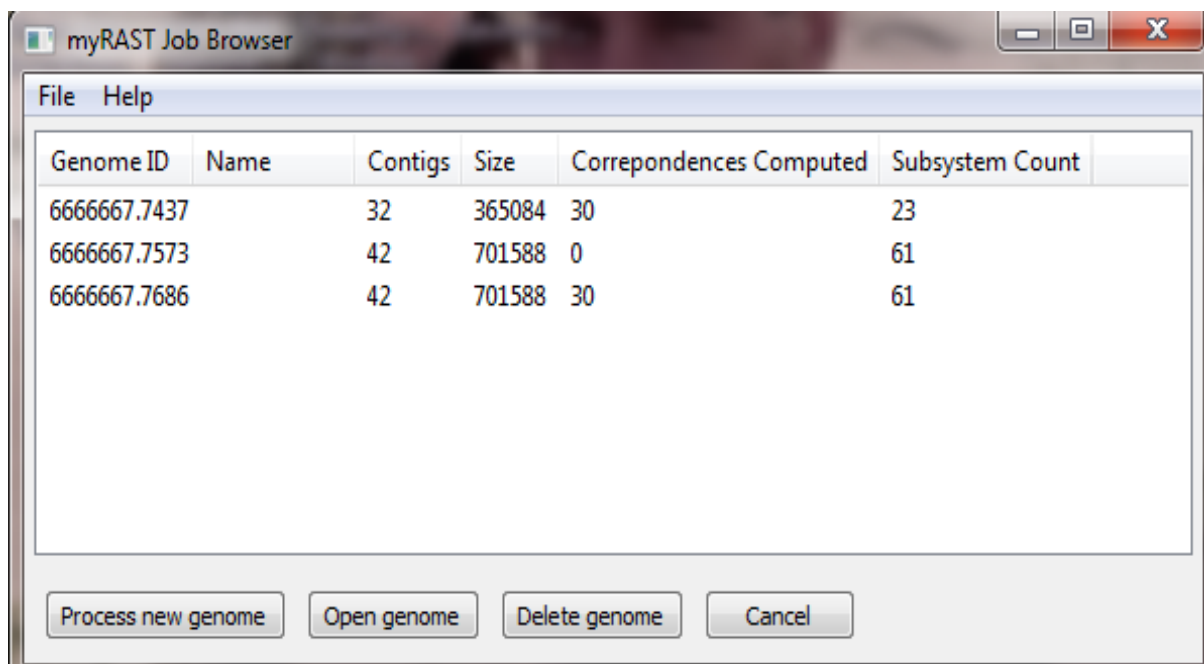 myRAST Job Browser
File Help
Genome ID Name Contigs Size Correpondences Computed Subsystem Count
6666667.7437 32 365084 30 23
6666667.7573 42 701588 0 61
6666667.7686 42 701588 30 61
Process new genome Open genome Delete genome Cancel